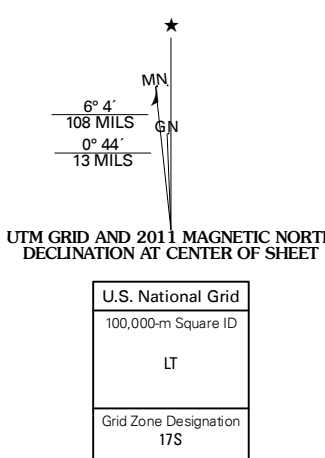 ★
MN
6° 4´
108 MILS
GN
0° 44´
13 MILS
UTM GRID AND 2011 MAGNETIC NORTH
DECLINATION AT CENTER OF SHEET
U.S. National Grid
100,000-m Square ID
LT
Grid Zone Designation
17S